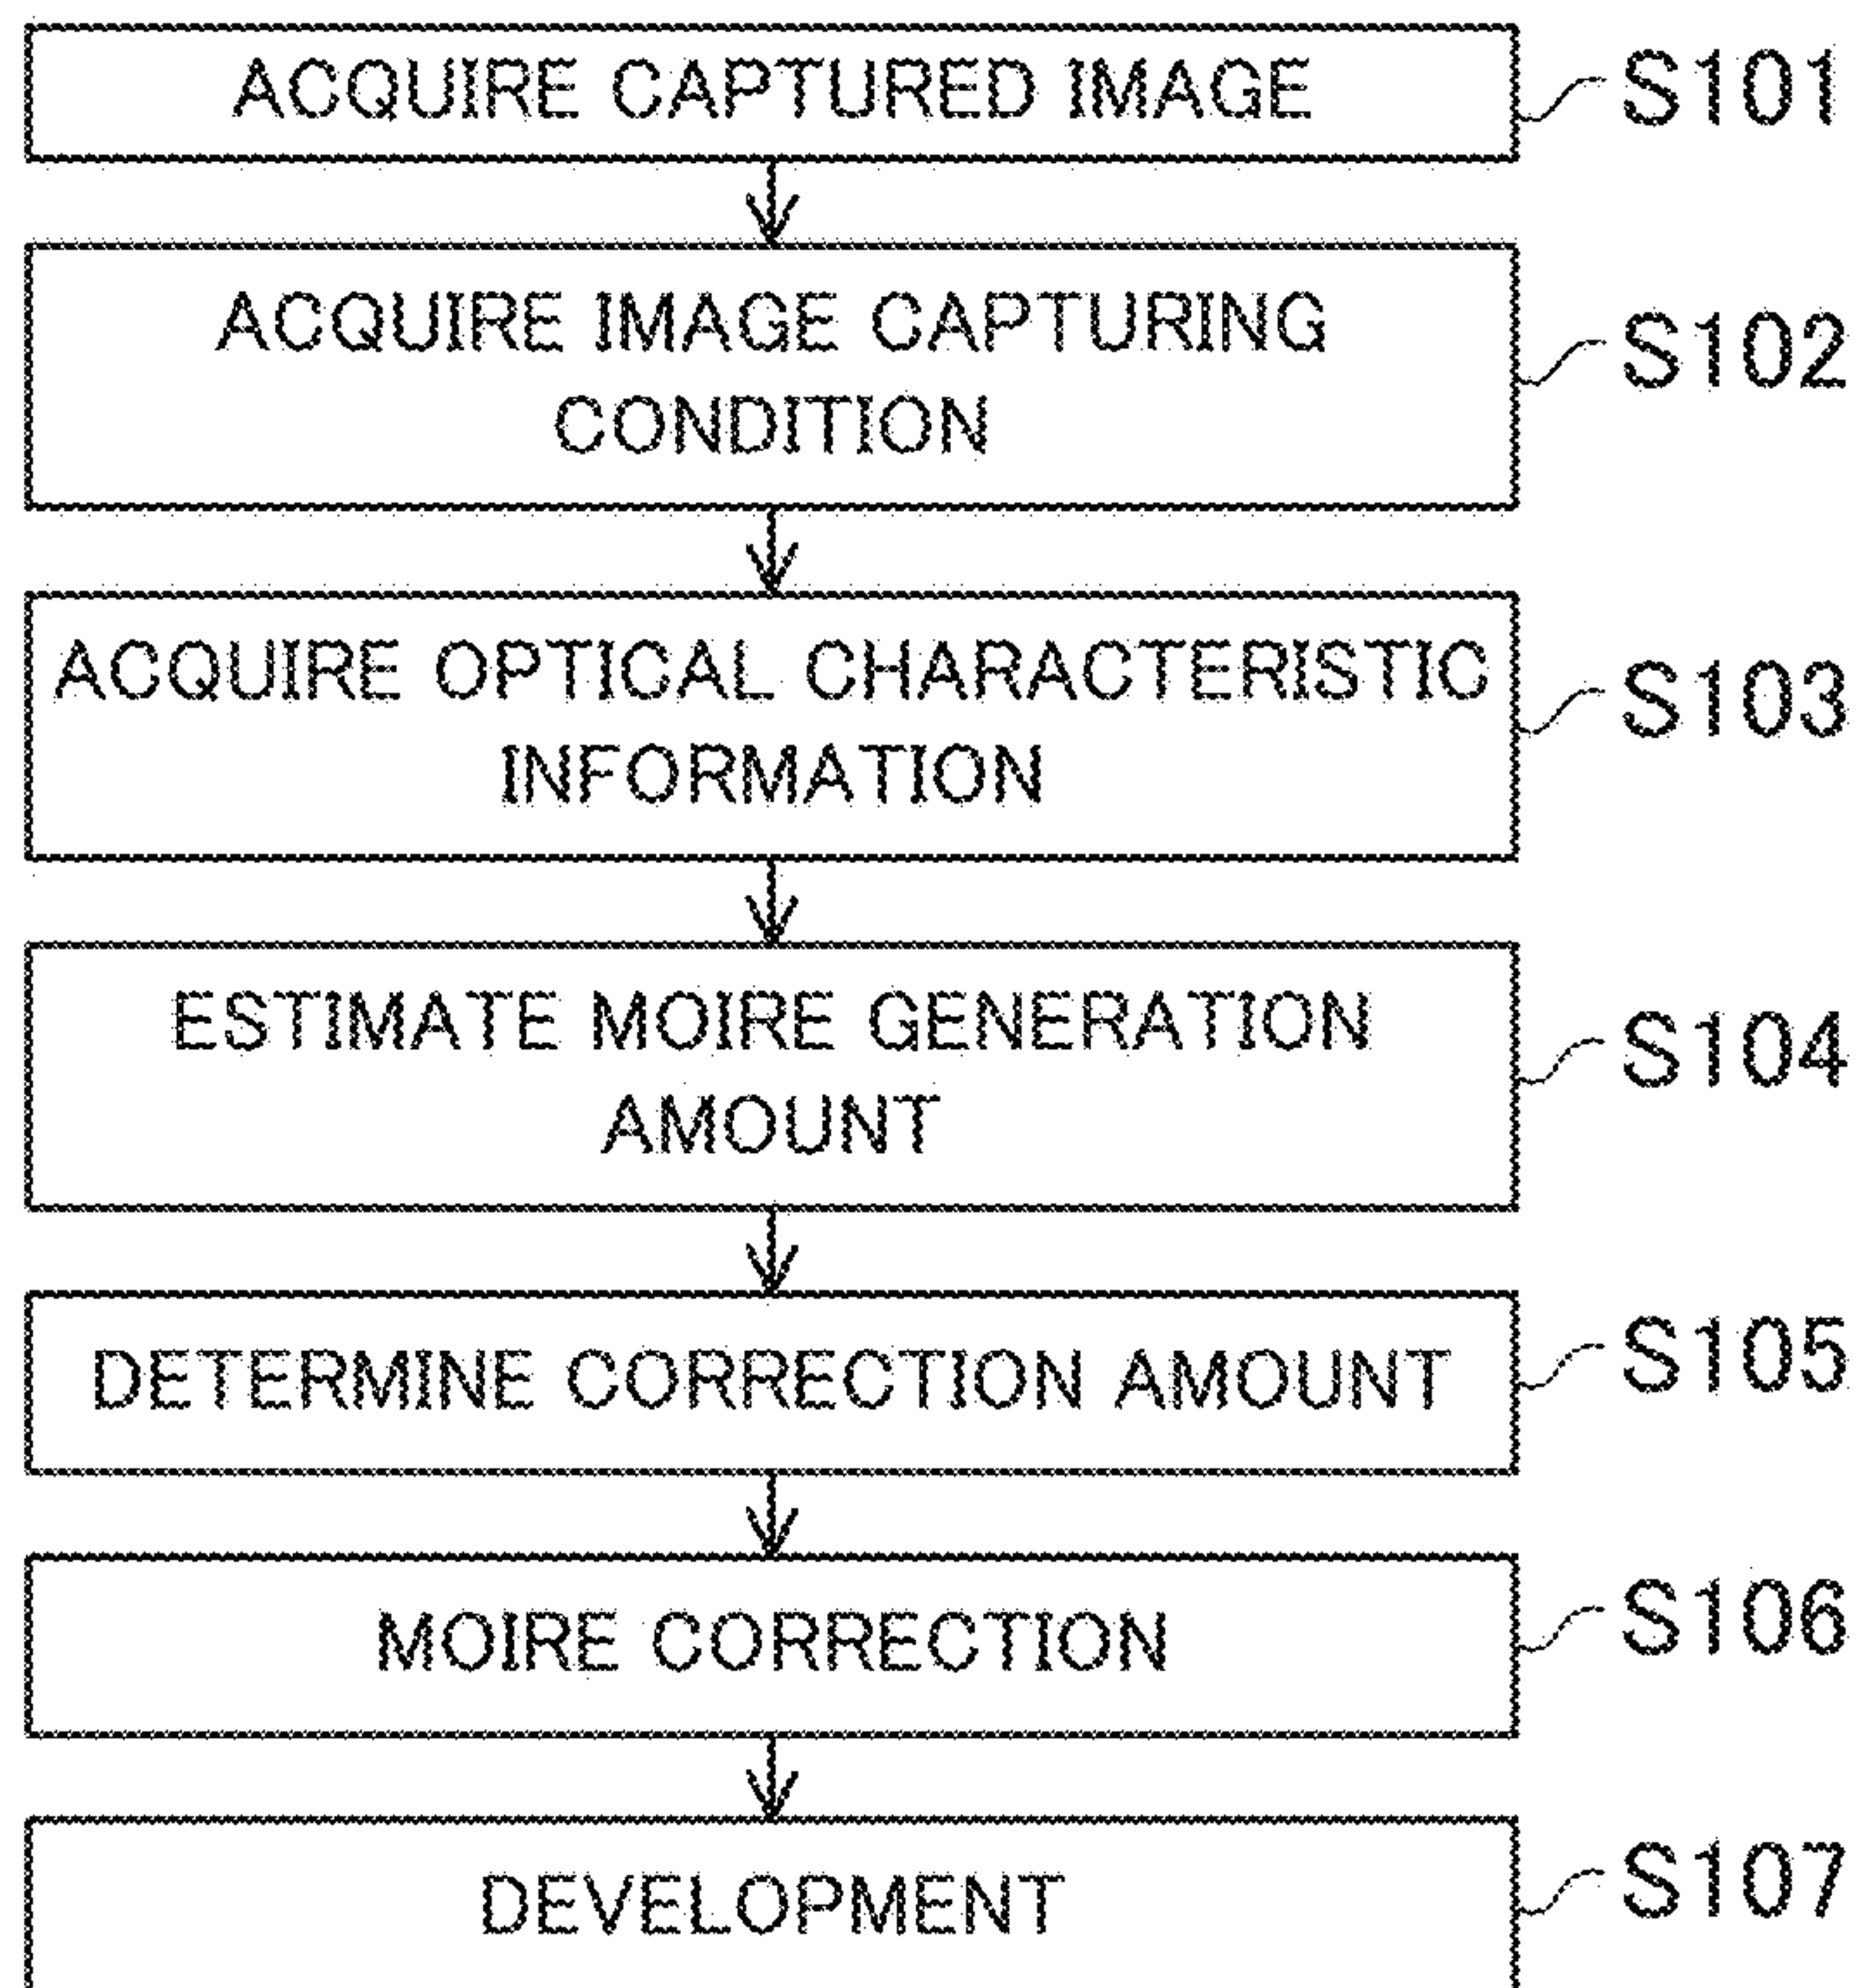 ACQUIRE CAPTURED IMAGE
S101
ACQUIRE IMAGE CAPTURING
CONDITION
S102
ACQUIRE OPTICAL CHARACTERISTIC
INFORMATION
S103
ESTIMATE MOIRE GENERATION
AMOUNT
S104
DETERMINE CORRECTION AMOUNT
S105
MOIRE CORRECTION
S106
DEVELOPMENT
S107